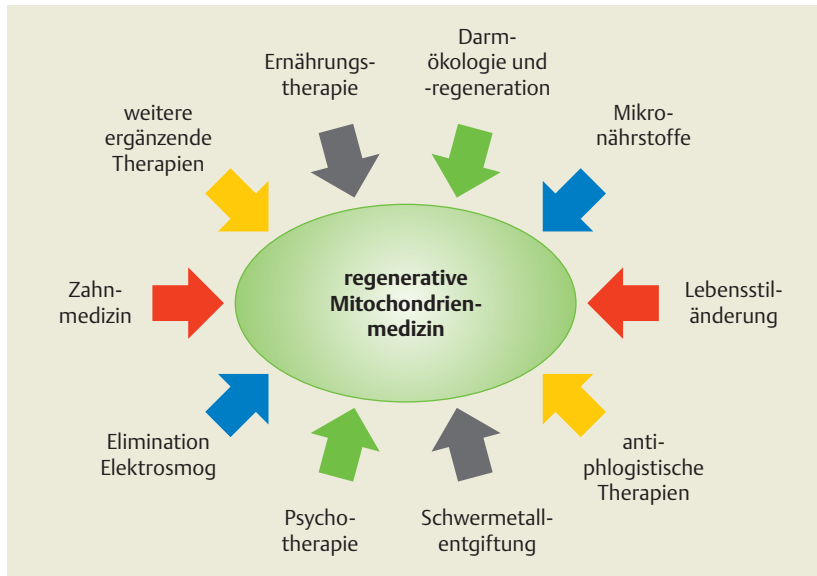 Darm-
ökologie und
-regeneration
Ernährungs-
therapie
Mikro-
nährstoffe
weitere
ergänzende
Therapien
regenerative
Mitochondrien-
medizin
Zahn-
medizin
Lebensstil-
änderung
Elimination
Elektrosmog
anti-
phlogistische
Therapien
Psycho-
therapie
Schwermetall-
entgiftung